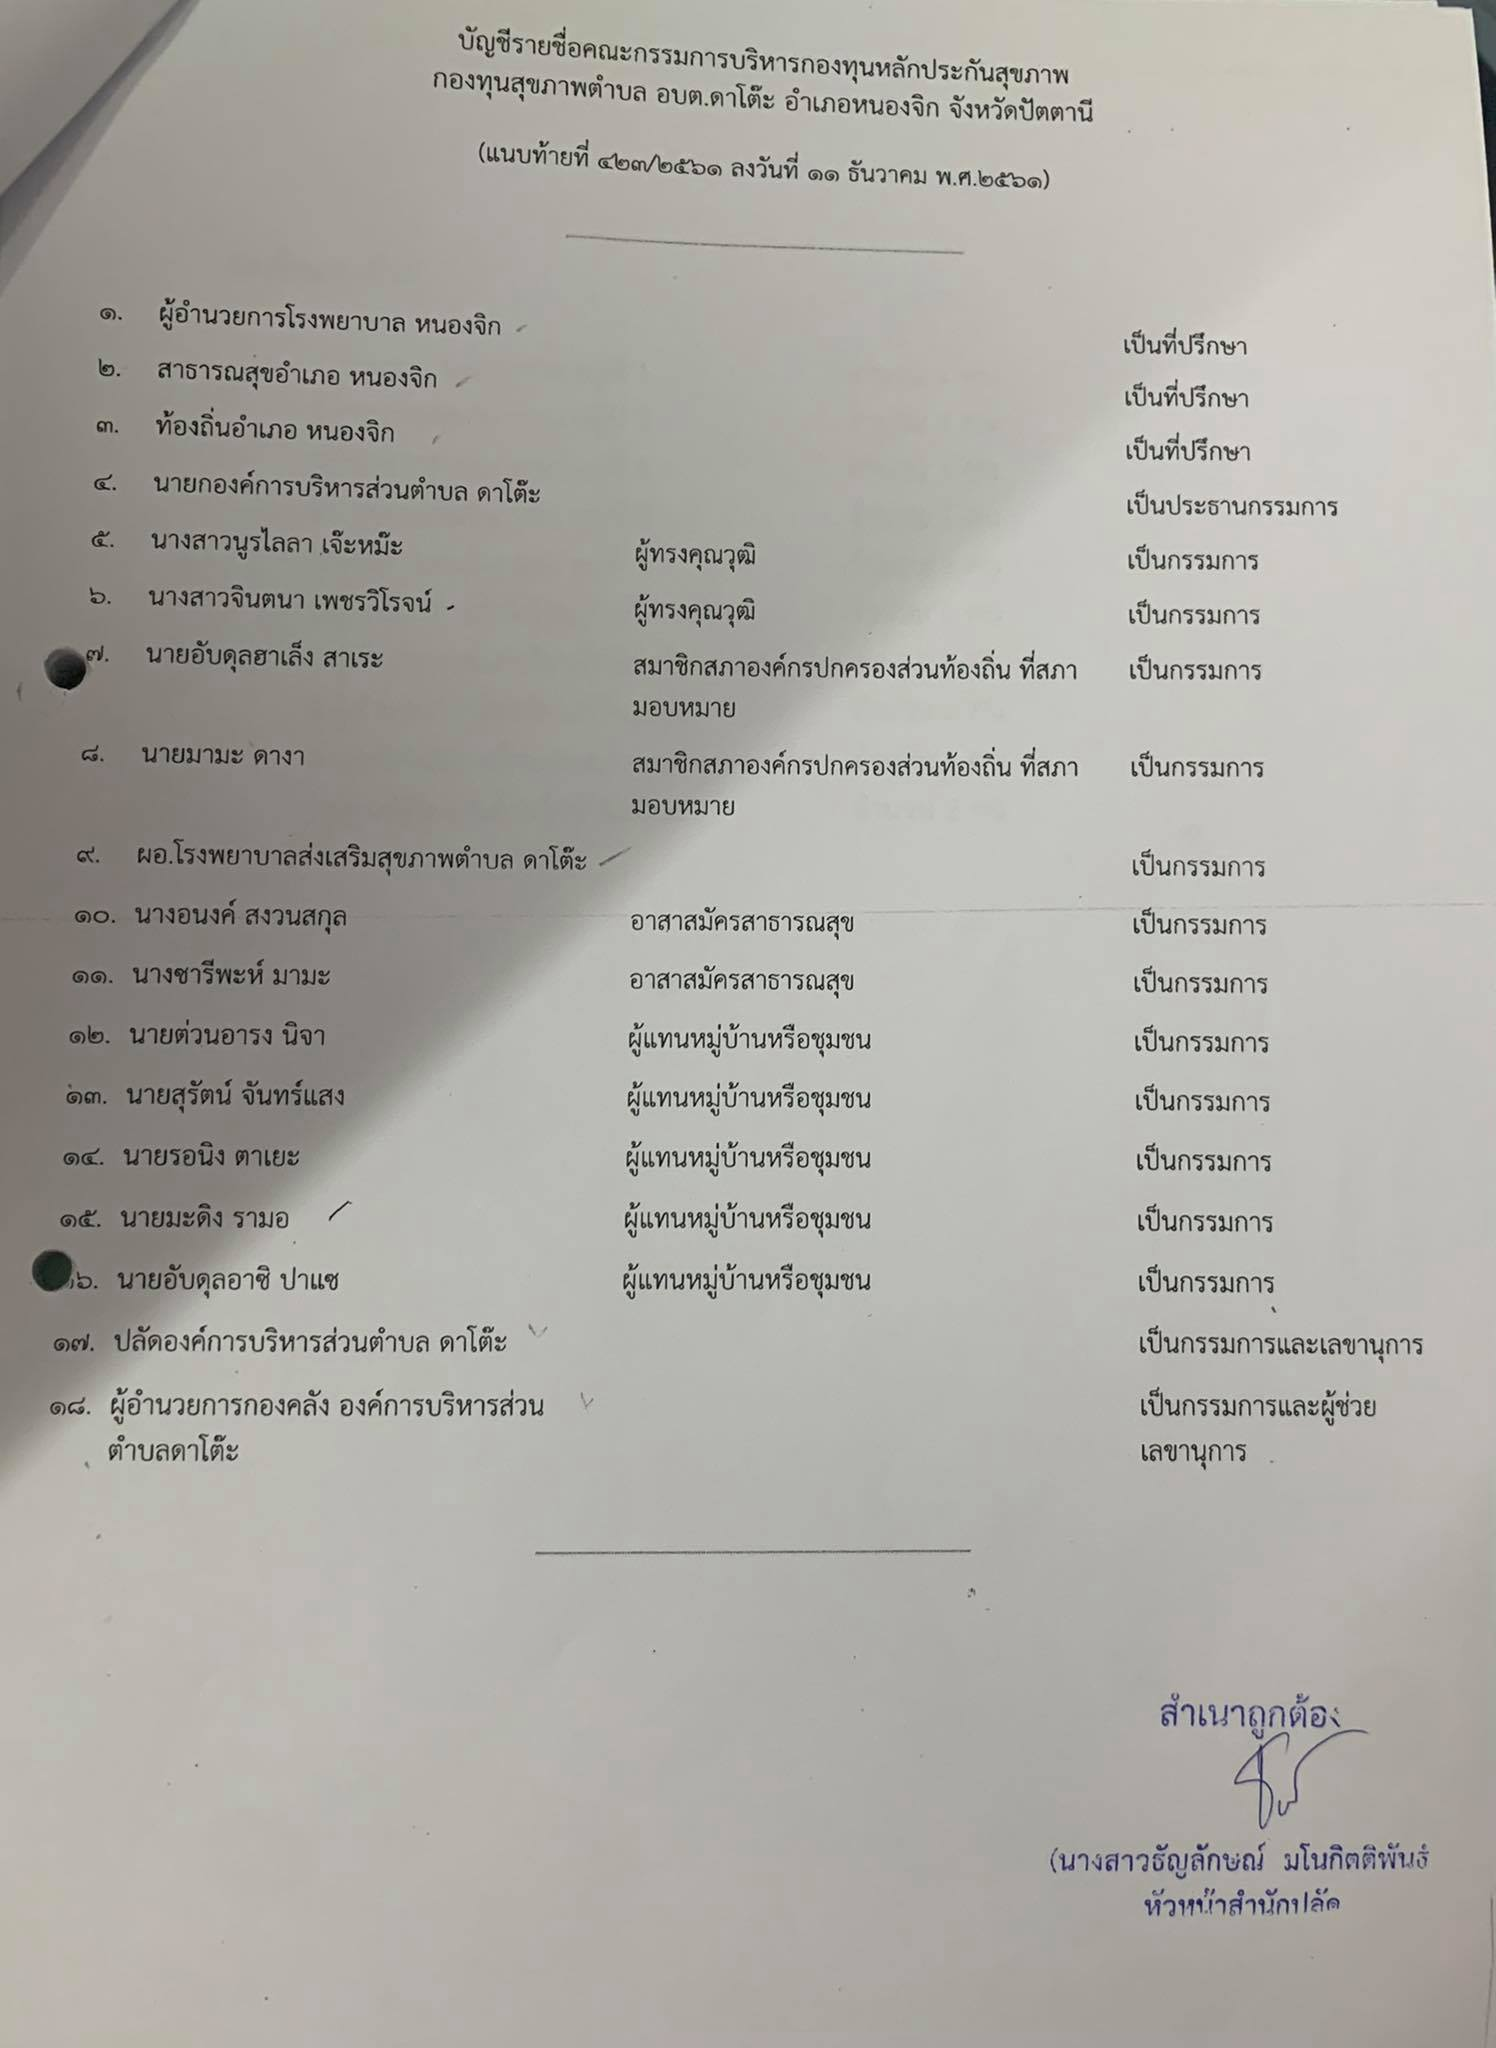 บัญชีรายชื่อคณะกรรมการบริหารกองทุนหลักประกันสุขภาพ
กองทุนสุขภาพตำบล อบต.ดาโต๊ะ อำเภอหนองจิก จังหวัดปัตตานี
(แนบท้ายที่ ๔๒๓/๒๕๖๑ ลงวันที่ ๑๑ ธันวาคม พ.ศ.๒๕๖๑)
๑. ผู้อำนวยการโรงพยาบาล หนองจิก เป็นที่ปรึกษา
๒. สาธารณสุขอำเภอ หนองจิก เป็นที่ปรึกษา
๓. ท้องถิ่นอำเภอ หนองจิก เป็นที่ปรึกษา
๔. นายกองค์การบริหารส่วนตำบล ดาโต๊ะ เป็นประธานกรรมการ
๕. นางสาวนูรไลลา เจ๊ะหม๊ะ ผู้ทรงคุณวุฒิ เป็นกรรมการ
๖. นางสาวจินตนา เพชรวิโรจน์ ผู้ทรงคุณวุฒิ เป็นกรรมการ
๗. นายอับดุลฮาเล็ง สาเระ สมาชิกสภาองค์กรปกครองส่วนท้องถิ่น ที่สภา เป็นกรรมการ
มอบหมาย
๘. นายมามะ ดางา สมาชิกสภาองค์กรปกครองส่วนท้องถิ่น ที่สภา เป็นกรรมการ
มอบหมาย
๙. ผอ.โรงพยาบาลส่งเสริมสุขภาพตำบล ดาโต๊ะ เป็นกรรมการ
๑๐. นางอนงค์ สงวนสกุล อาสาสมัครสาธารณสุข เป็นกรรมการ
๑๑. นางซารีพะห์ มามะ อาสาสมัครสาธารณสุข เป็นกรรมการ
๑๒. นายต่วนอารง นิจา ผู้แทนหมู่บ้านหรือชุมชน เป็นกรรมการ
๑๓. นายสุรัตน์ จันทร์แสง ผู้แทนหมู่บ้านหรือชุมชน เป็นกรรมการ
๑๔. นายรอนิง ตาเยะ ผู้แทนหมู่บ้านหรือชุมชน เป็นกรรมการ
๑๕. นายมะดิง รามอ ผู้แทนหมู่บ้านหรือชุมชน เป็นกรรมการ
๖. นายอับดุลอาซิ ปาแซ ผู้แทนหมู่บ้านหรือชุมชน เป็นกรรมการ
๑๗. ปลัดองค์การบริหารส่วนตำบล ดาโต๊ะ เป็นกรรมการและเลขานุการ
๑๘. ผู้อำนวยการกองคลัง องค์การบริหารส่วน เป็นกรรมการและผู้ช่วย
ตำบลดาโต๊ะ เลขานุการ
สำเนาถูกต้อง
(นางสาวธัญลักษณ์ มโนกิตติพันธ์
หัวหน้าสำนักปลัด